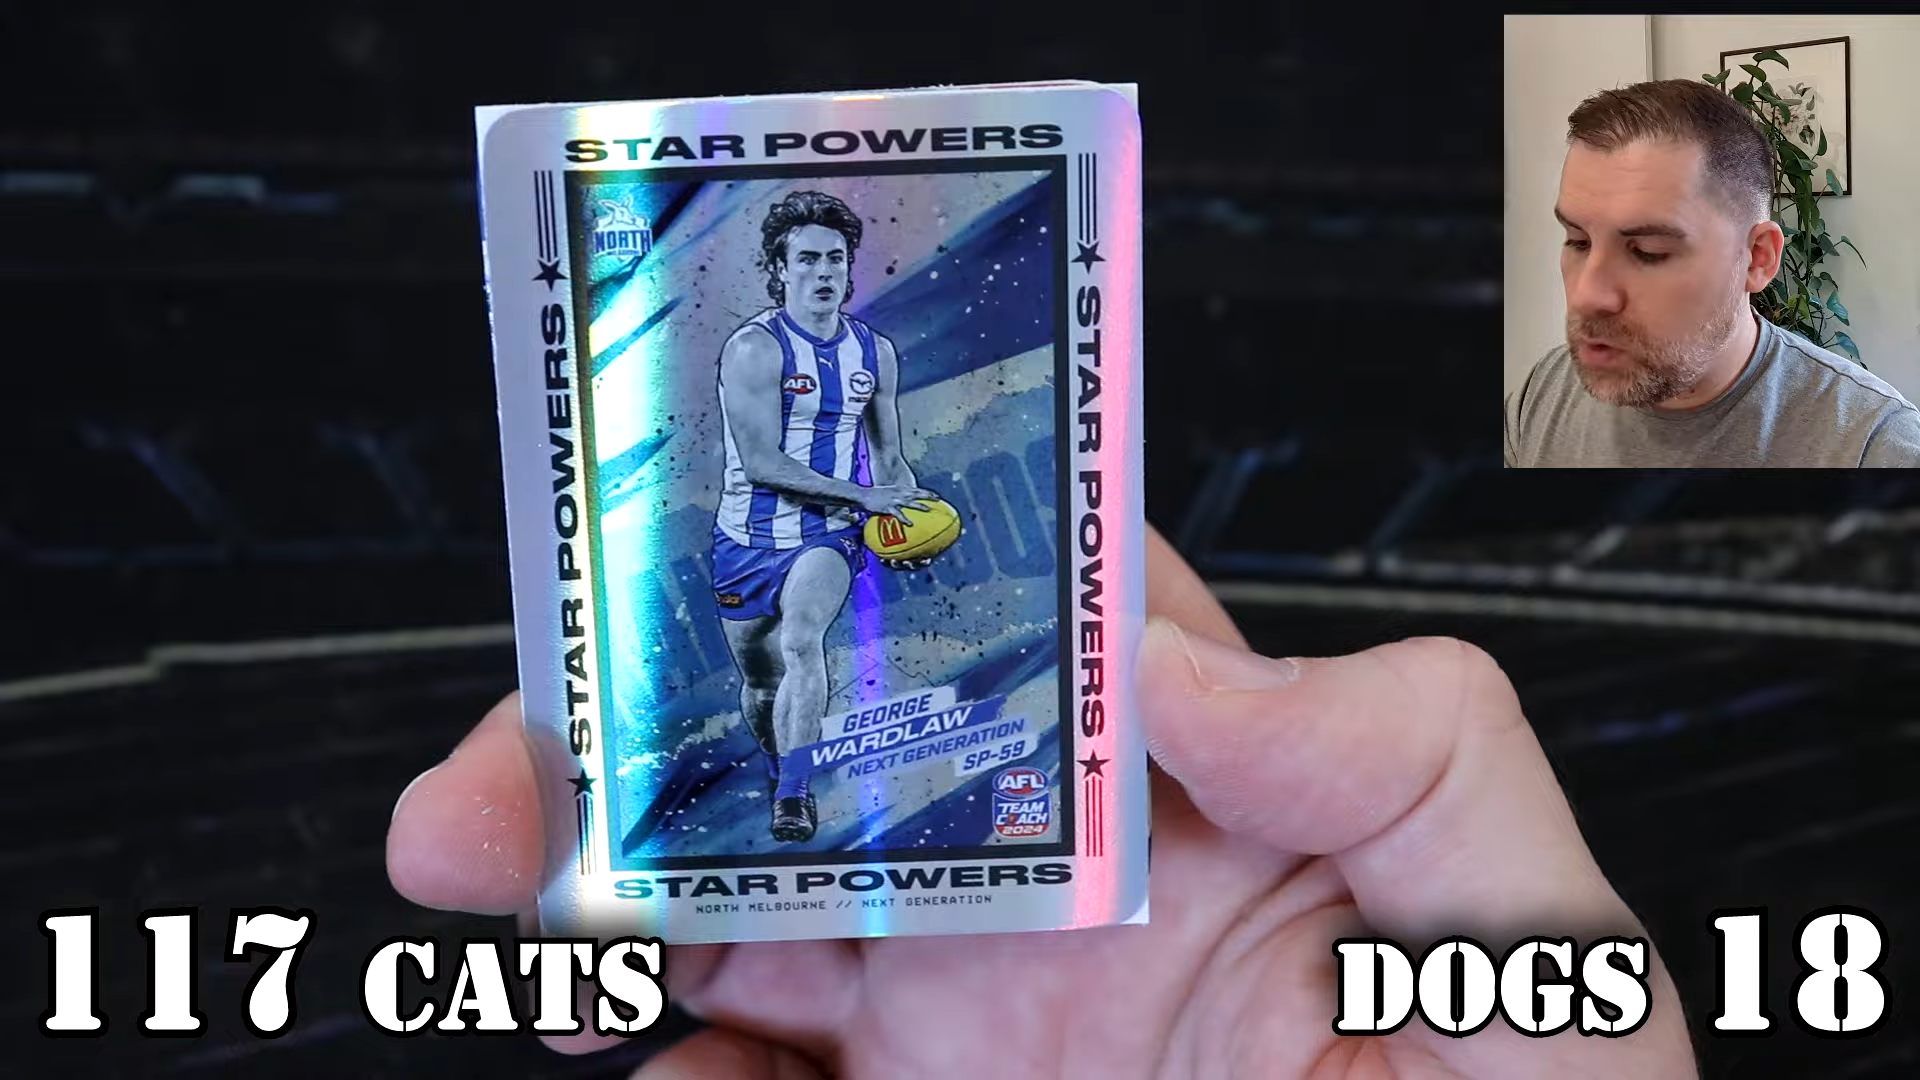 STAR POWERS
NORTH
STAR POWERS
STAR POWERS
AFL
GEORGE
WARDLAW
NEXT GENERATION
SP-59
AFL
TEAM
COACH
2024
STAR POWERS
NORTH MELBOURNE // NEXT GENERATION
117 CATS
DOGS 18